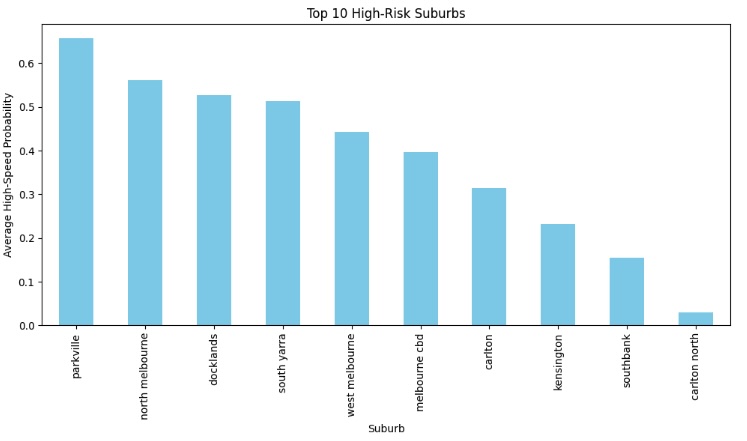 Top 10 High-Risk Suburbs
Average High-Speed Probability
0.6
0.5
0.4
0.3
0.2
0.1
0.0
parkville
north melbourne
docklands
south yarra
west melbourne
melbourne cbd
carlton
kensington
southbank
carlton north
Suburb